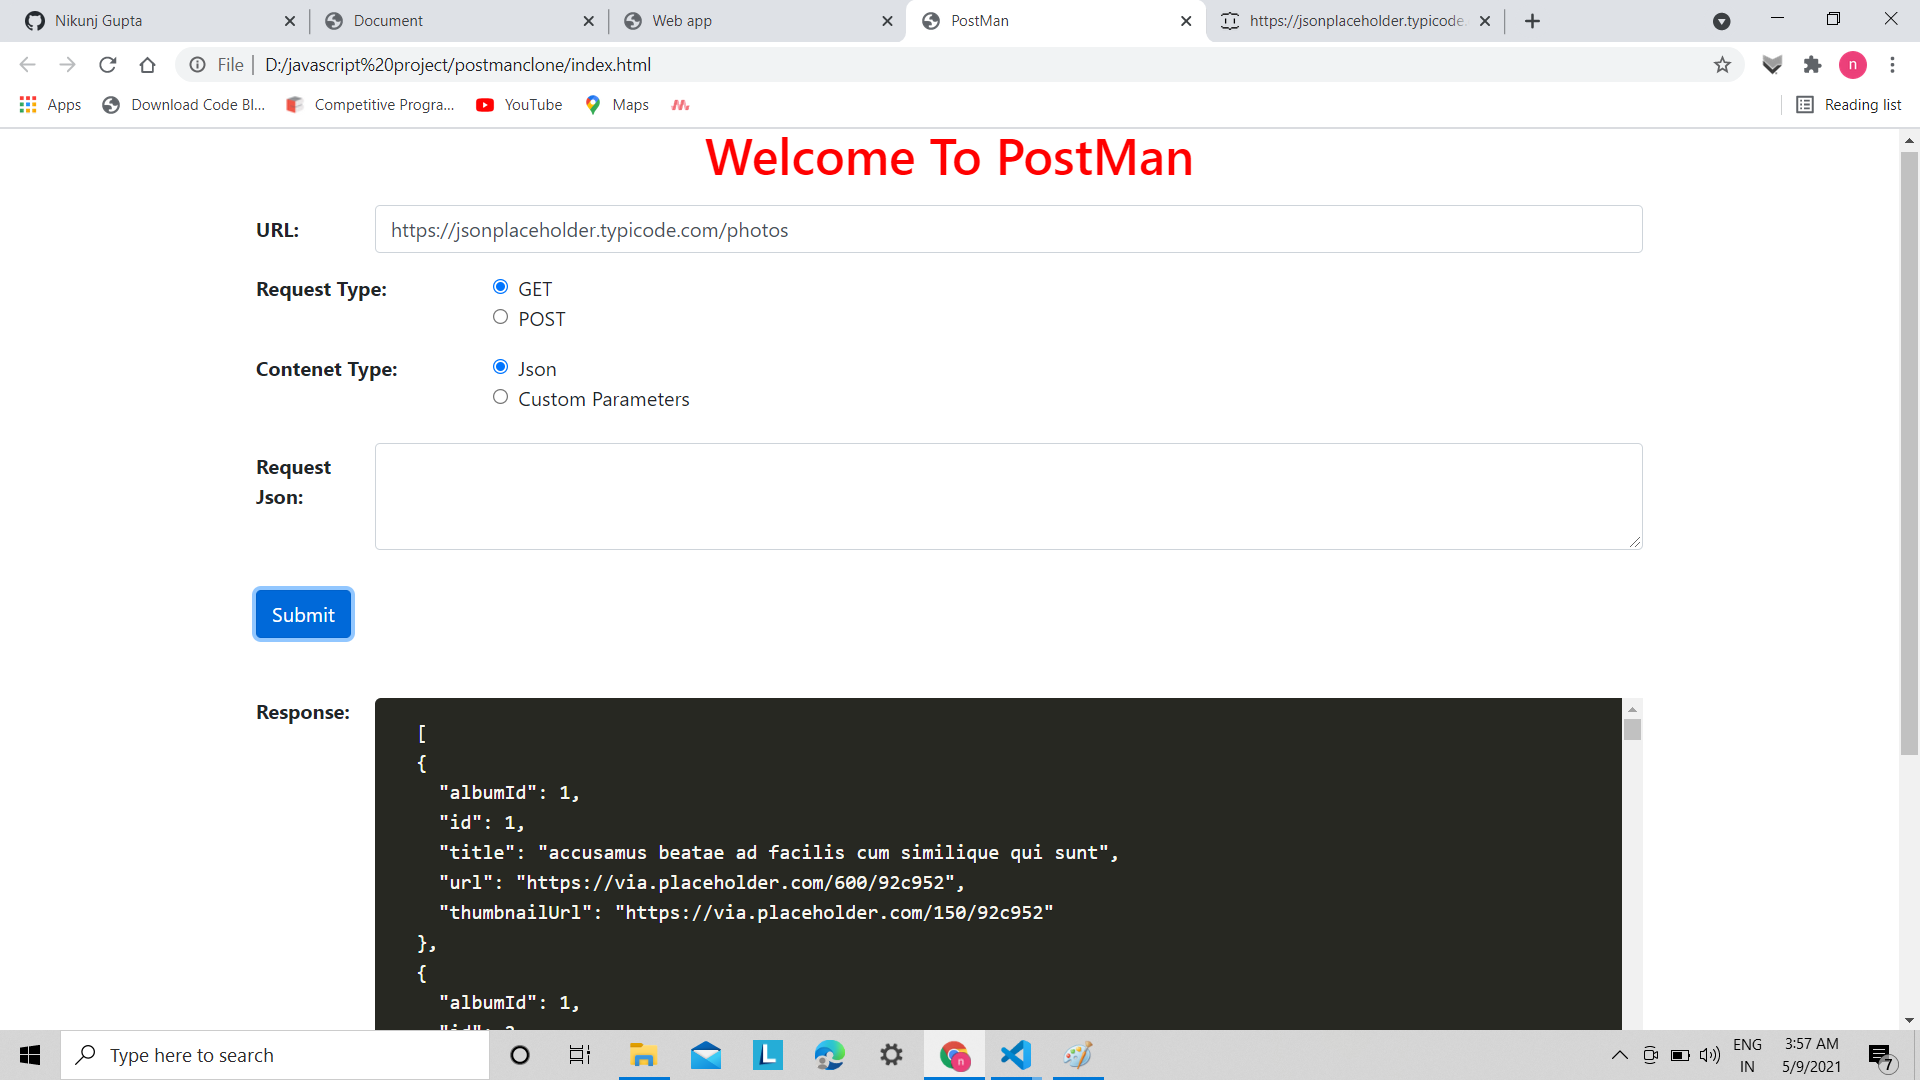 Nikunj Gupta
Document
Web app
PostMan
https://jsonplaceholder.typicode.
File
D:/javascript%20project/postmanclone/index.html
n
Apps
Download Code Bl...
Competitive Progra...
YouTube
Maps
Reading list
Welcome To PostMan
URL:
https://jsonplaceholder.typicode.com/photos
Request Type:
GET
POST
Contenet Type:
Json
Custom Parameters
Request
Json:
Submit
Response:
[
{
"albumId": 1,
"id": 1,
"title": "accusamus beatae ad facilis cum similique qui sunt",
"url": "https://via.placeholder.com/600/92c952",
"thumbnailUrl": "https://via.placeholder.com/150/92c952"
},
{
"albumId": 1,
Type here to search
L
n
ENG
IN
3:57 AM
5/9/2021
7